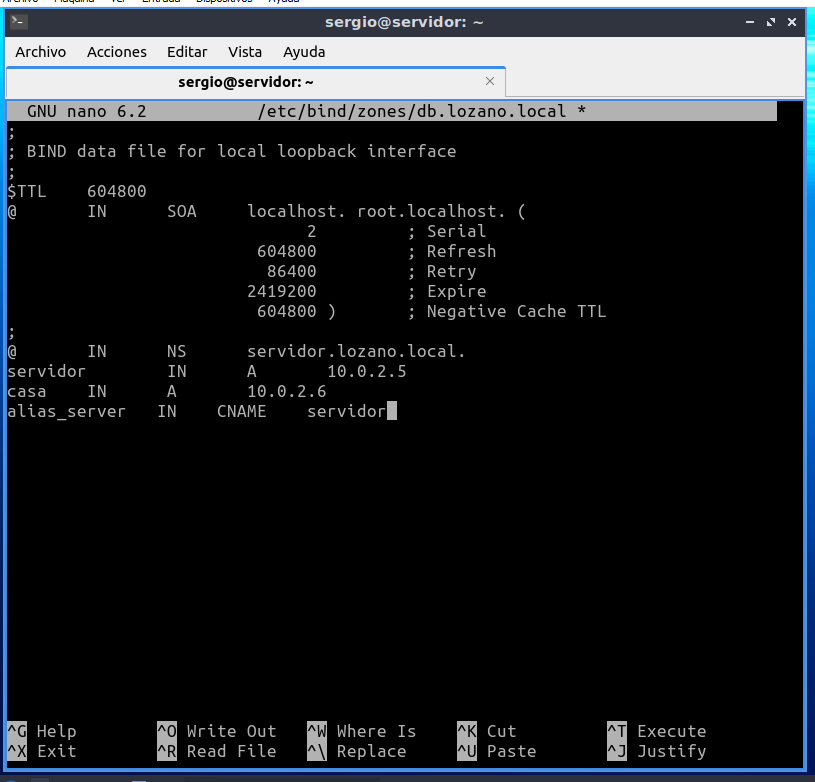 Archivo Máquina Ver Entrada Dispositivos Ayuda
sergio@servidor: ~
Archivo Acciones Editar Vista Ayuda
sergio@servidor: ~ ×
GNU nano 6.2 /etc/bind/zones/db.lozano.local *
;
; BIND data file for local loopback interface
;
$TTL 604800
@ IN SOA localhost. root.localhost. (
2 ; Serial
604800 ; Refresh
86400 ; Retry
2419200 ; Expire
604800 ) ; Negative Cache TTL
;
@ IN NS servidor.lozano.local.
servidor IN A 10.0.2.5
casa IN A 10.0.2.6
alias_server IN CNAME servidor
^G Help ^O Write Out ^W Where Is ^K Cut ^T Execute
^X Exit ^R Read File ^\ Replace ^U Paste ^J Justify